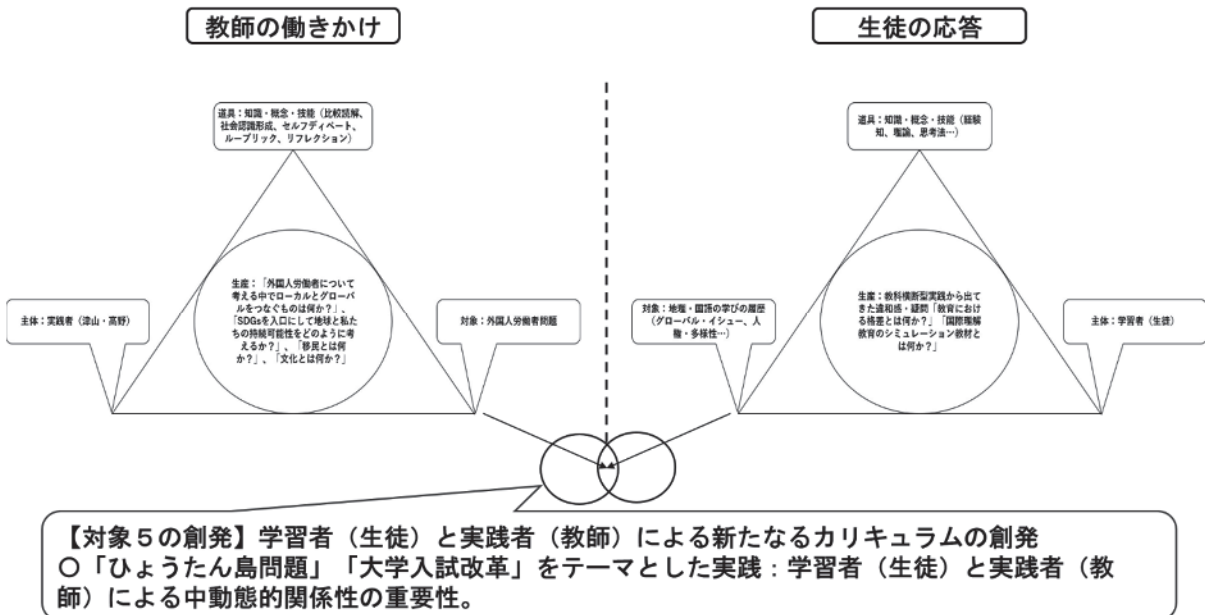 教師の働きかけ
生徒の応答
道具：知識・概念・技能（比較読解、
社会認識形成、セルフディベート、
ルーブリック、リフレクション）
道具：知識・概念・技能（経験
知、理論、思考法…）
生産：「外国人労働者について
考える中でローカルとグローバ
ルをつなぐものは何か？」、
「SDGsを入口にして地球と私た
ちの持続可能性をどのように考
えるか？」、「移民とは何
か？」、「文化とは何か？」
主体：実践者（津山・高野）
対象：外国人労働者問題
対象：地理・国語の学びの履歴
（グローバル・イシュー、人
権・多様性…）
生産：教科横断型実践から出て
きた違和感・疑問「教育におけ
る格差とは何か？」「国際理解
教育のシミュレーション教材と
は何か？」
主体：学習者（生徒）
【対象５の創発】学習者（生徒）と実践者（教師）による新たなるカリキュラムの創発
〇「ひょうたん島問題」「大学入試改革」をテーマとした実践：学習者（生徒）と実践者（教
師）による中動態的関係性の重要性。